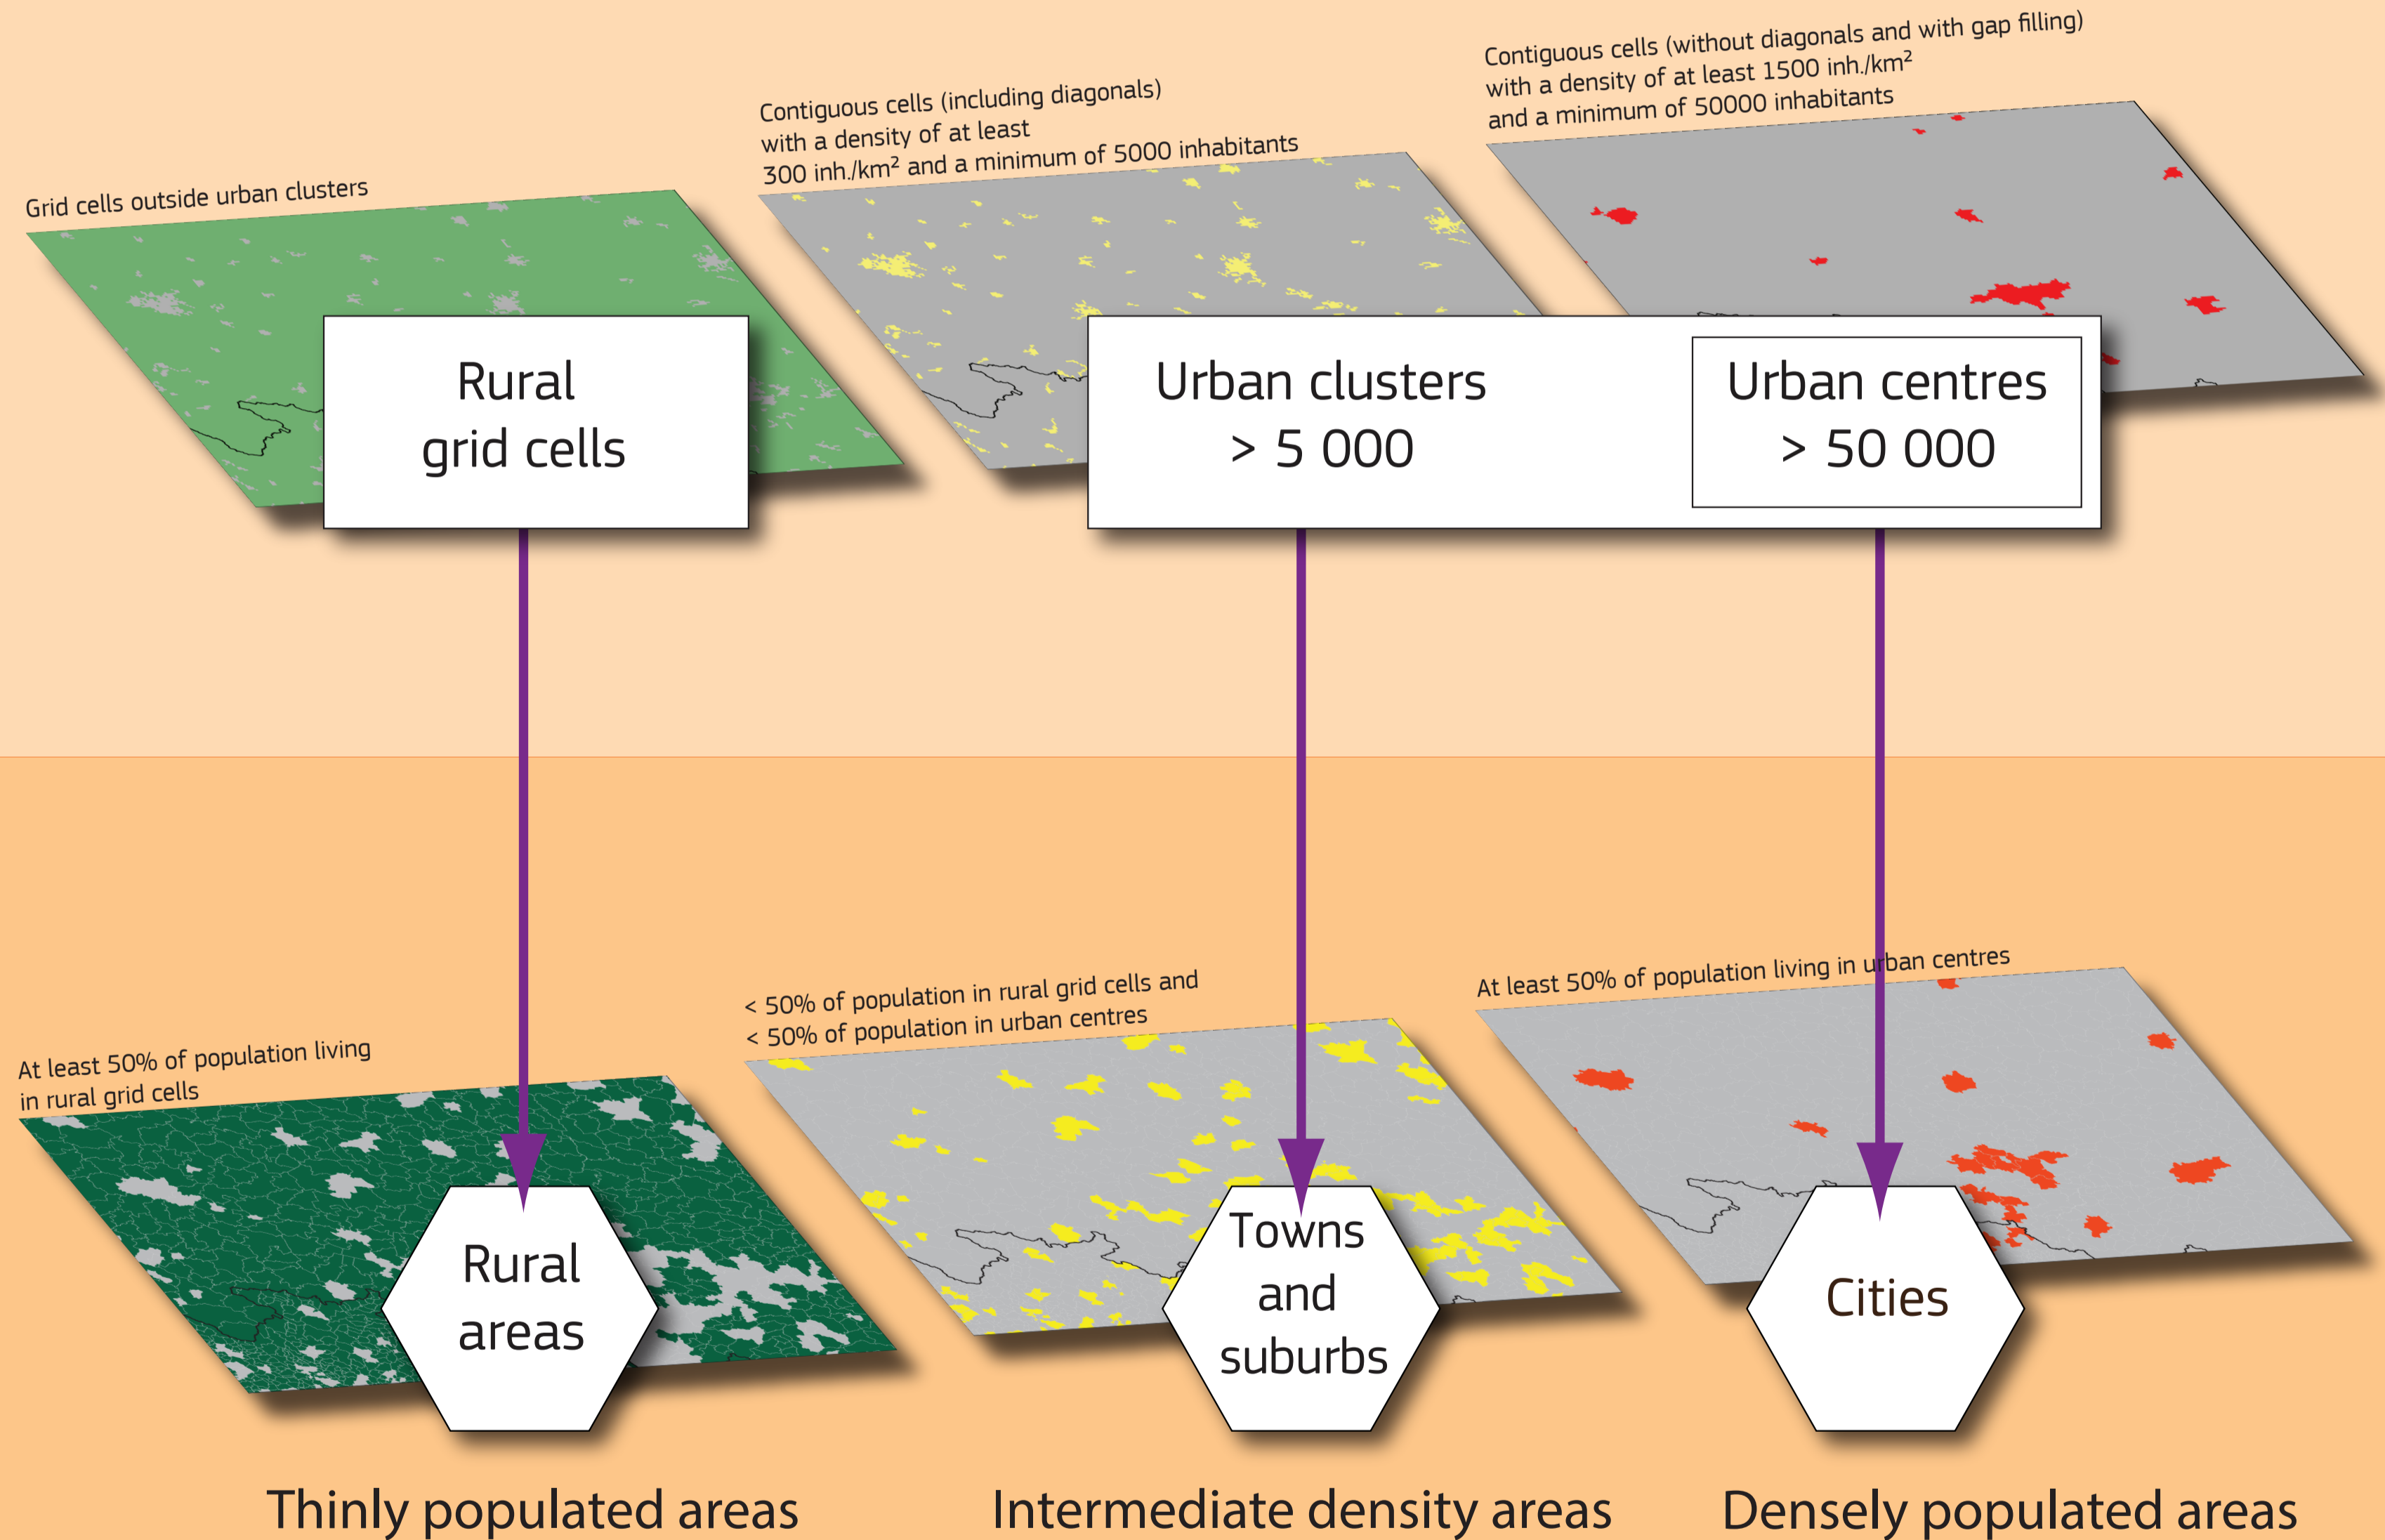 Contiguous cells (without diagonals and with gap filling)
with a density of at least 1500 inh./km²
and a minimum of 50000 inhabitants
Contiguous cells (including diagonals)
with a density of at least
300 inh./km² and a minimum of 5000 inhabitants
Grid cells outside urban clusters
Rural
grid cells
Urban clusters
> 5 000
Urban centres
> 50 000
At least 50% of population living in urban centres
< 50% of population in rural grid cells and
< 50% of population in urban centres
At least 50% of population living
in rural grid cells
Rural
areas
Towns
and
suburbs
Cities
Thinly populated areas
Intermediate density areas
Densely populated areas